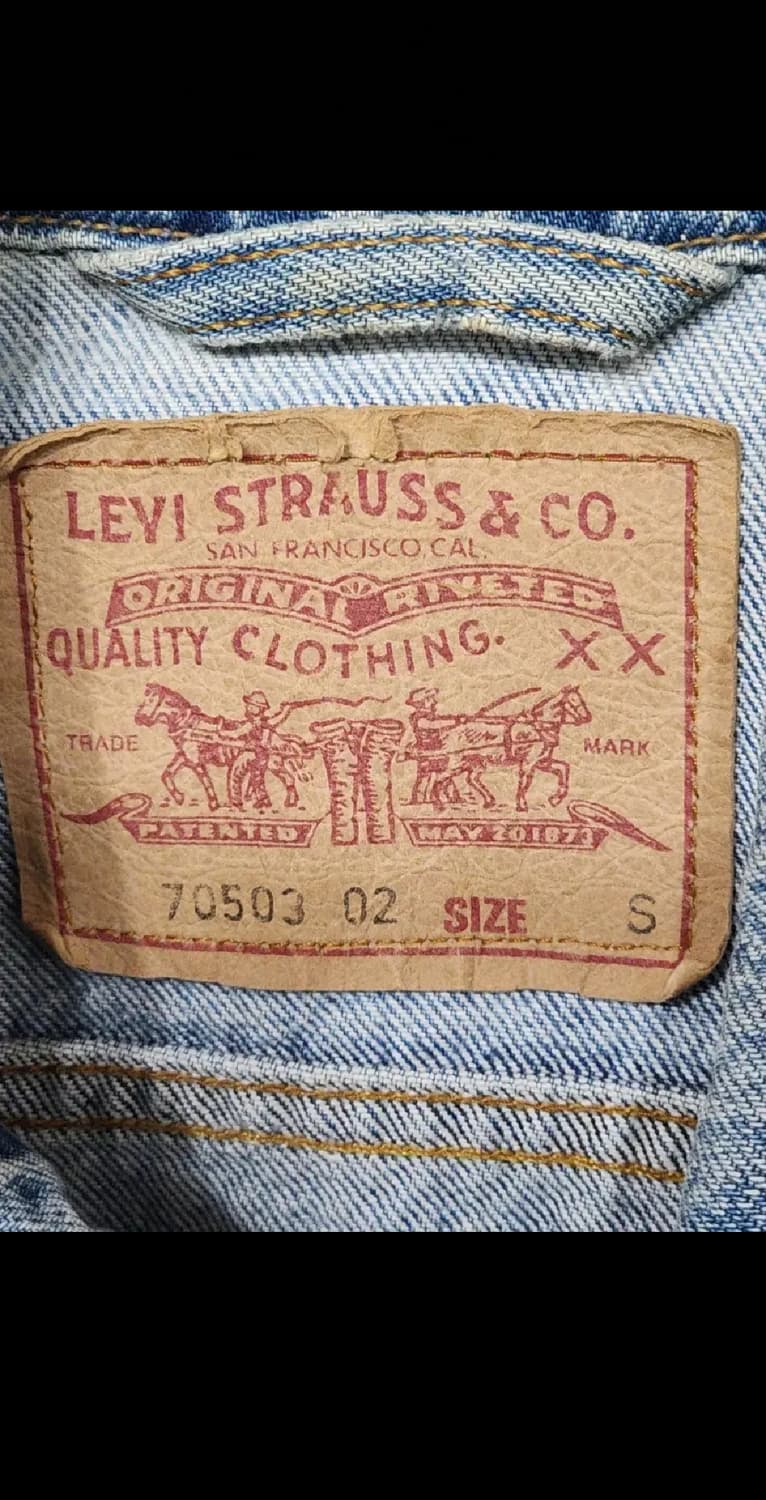 LEVI STRAUSS & CO.
SAN FRANCISCO, CAL.
ORIGINAL RIVETED
QUALITY CLOTHING. XX
TRADE MARK
PATENTED MAY 20 1873
70503 02 SIZE S